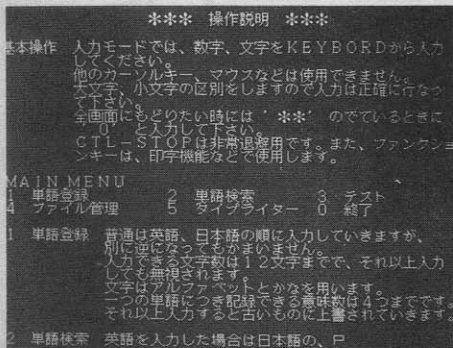 *** 操作説明 ***
基本操作 入力モードでは、数字、文字をKEYBORDから入力
してください。
他のカーソルキー、マウスなどは使用できません。
大文字、小文字の区別をしますので入力は正確に行なっ
て下さい。
全画面にもどりたい時には '**' のでているときに
'0' と入力して下さい。
CTL-STOPは非常退避用です。また、ファンクショ
ンキーは、印字機能などで使用します。
MAIN MENU
1 単語登録 2 単語検索 3 テスト
4 ファイル管理 5 タイプライター 0 終了
1 単語登録 普通は英語、日本語の順に入力していきますが、
別に逆になってもかまいません。
入力できる文字数は12文字までで、それ以上入力
しても無視されます。
文字はアルファベットとかなを用います。
一つの単語につき記録できる意味数は4つまでです。
それ以上入力すると古いものに上書されていきます。
2 単語検索 英語を入力した場合は日本語の、P